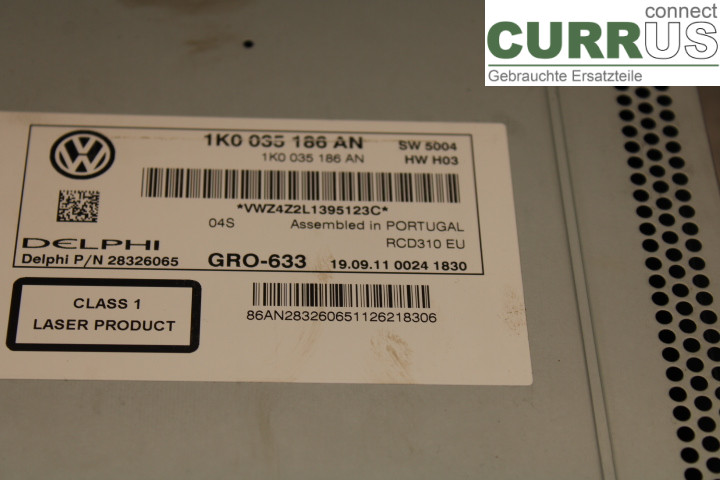 connect
CURRUS
Gebrauchte Ersatzteile
1K0 035 186 AN SW 5004
1K0 035 186 AN HW H03
*VWZ4Z2L1395123C*
04S Assembled in PORTUGAL
DELPHI RCD310 EU
Delphi P/N 28326065 GRO-633 19.09.11 0024 1830
CLASS 1
LASER PRODUCT
86AN283260651126218306